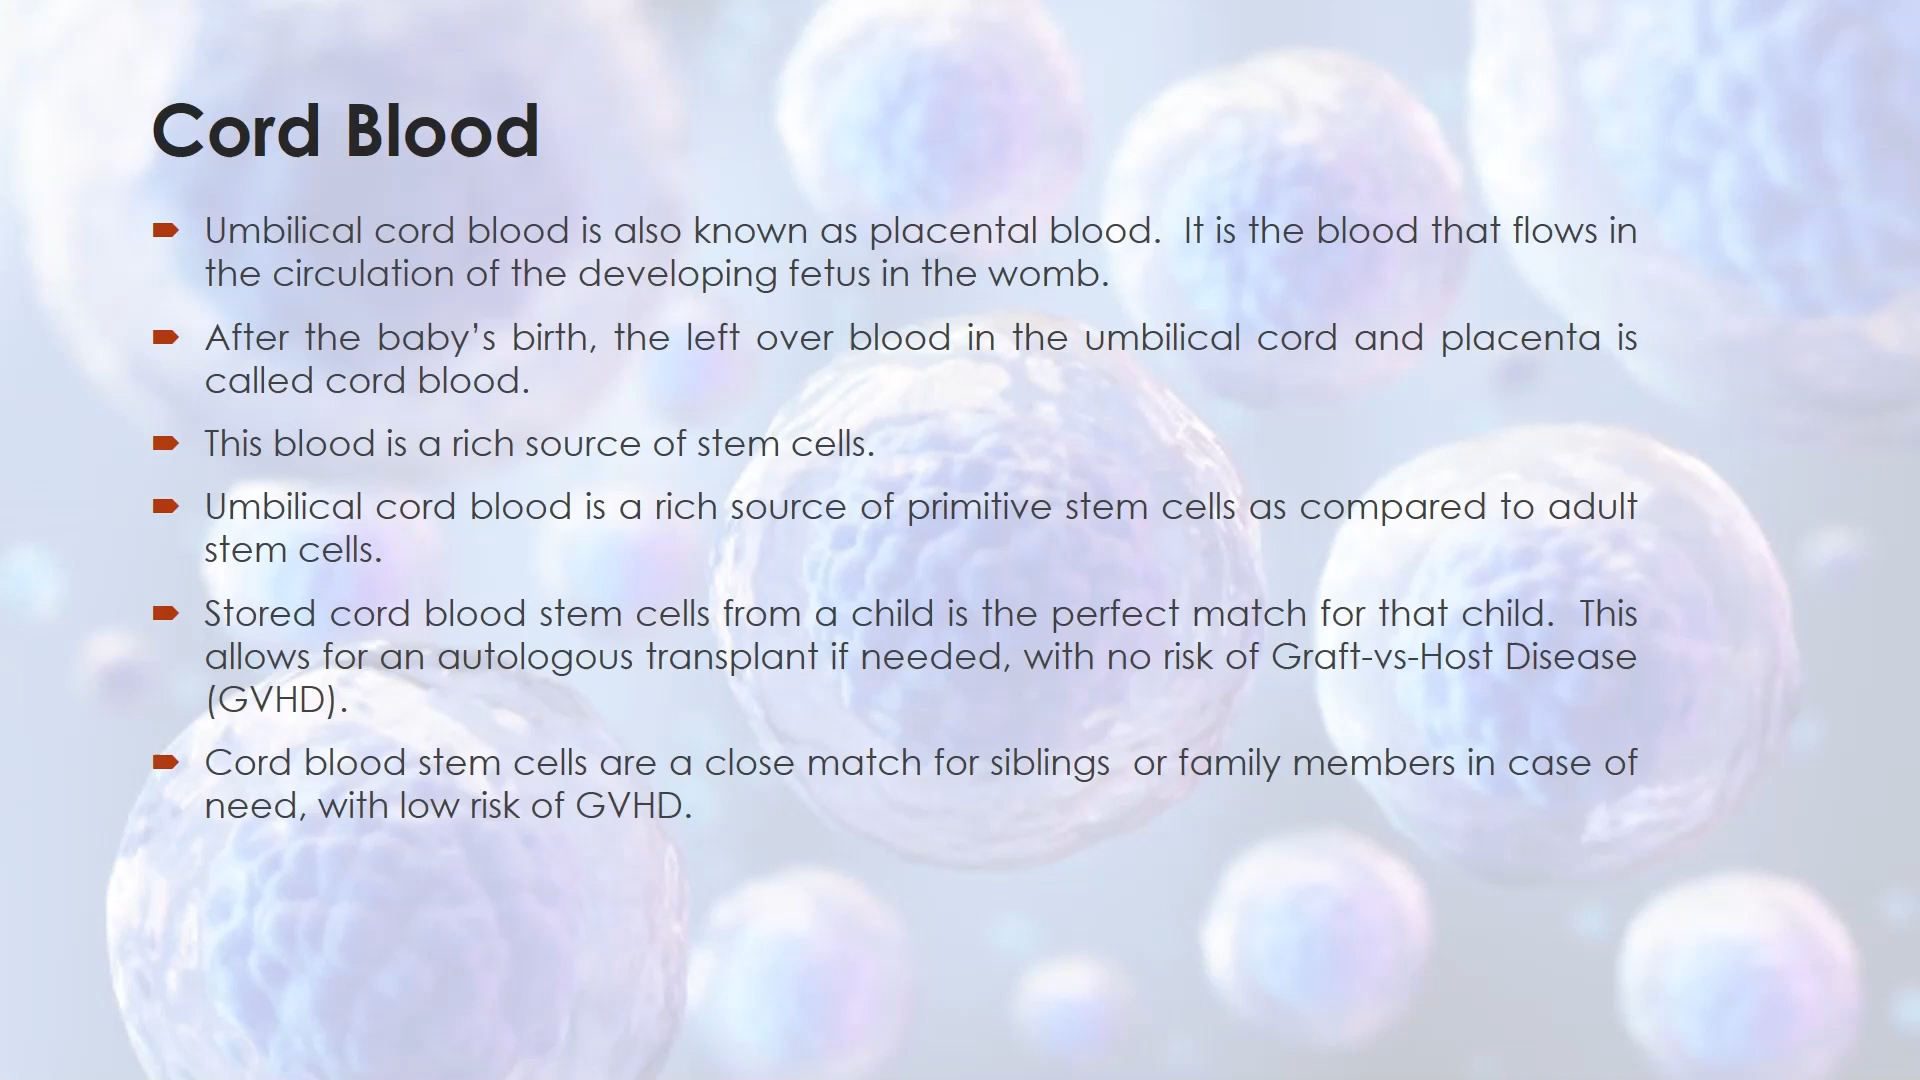 Cord Blood
Umbilical cord blood is also known as placental blood.  It is the blood that flows in
the circulation of the developing fetus in the womb.
After the baby’s birth, the left over blood in the umbilical cord and placenta is
called cord blood.
This blood is a rich source of stem cells.
Umbilical cord blood is a rich source of primitive stem cells as compared to adult
stem cells.
Stored cord blood stem cells from a child is the perfect match for that child.  This
allows for an autologous transplant if needed, with no risk of Graft-vs-Host Disease
(GVHD).
Cord blood stem cells are a close match for siblings  or family members in case of
need, with low risk of GVHD.